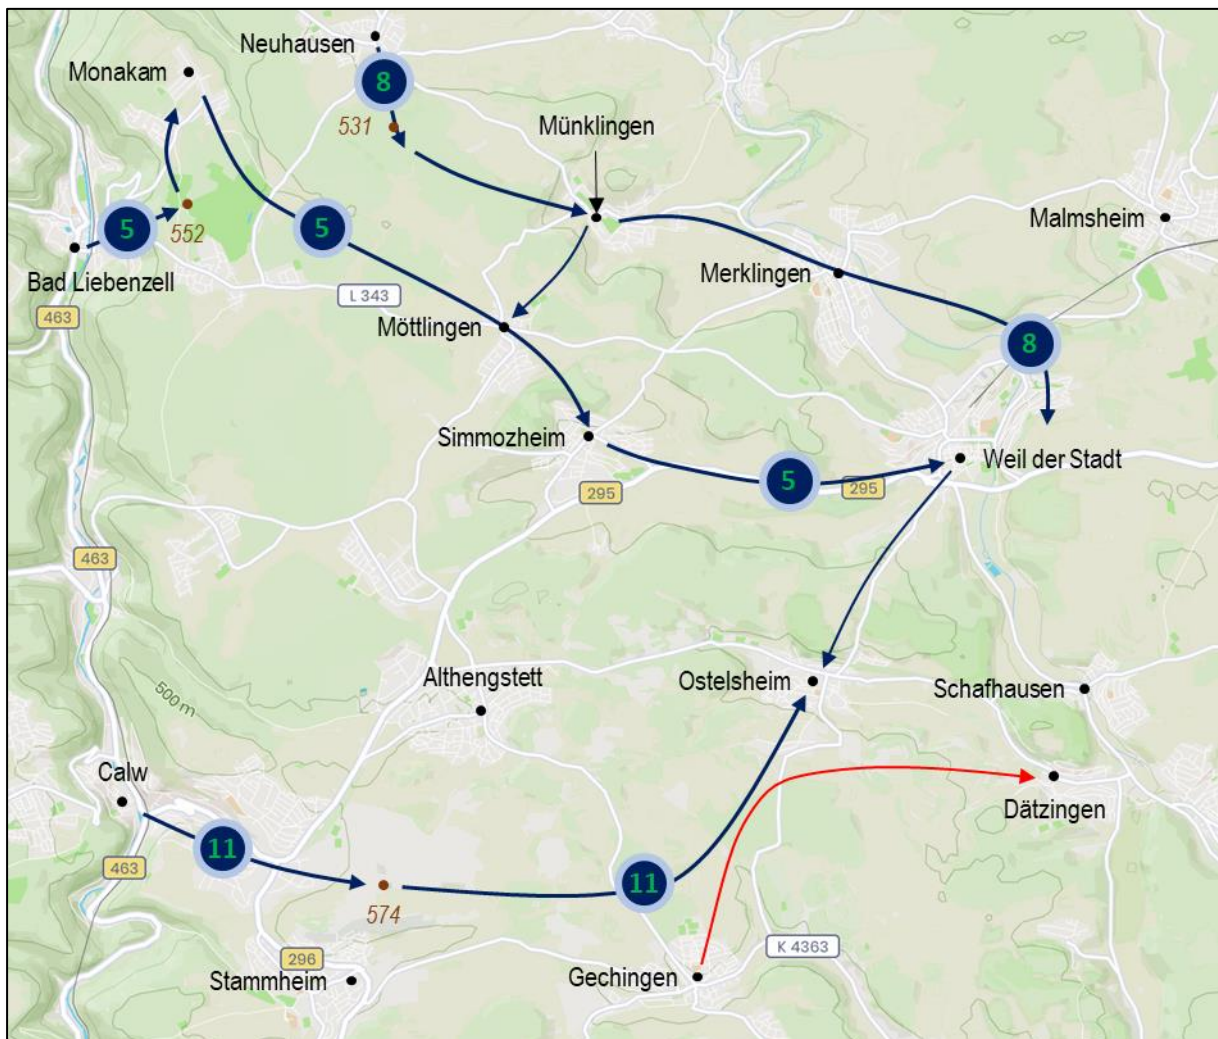 Neuhausen
Monakam
8
531
Münklingen
5
552
5
Malmsheim
Bad Liebenzell
Merklingen
L 343
463
Möttlingen
8
Simmozheim
Weil der Stadt
5
295
295
463
Althengstett
Ostelsheim
Schafhausen
500 m
Calw
Dätzingen
11
463
11
574
K 4363
296
Stammheim
Gechingen